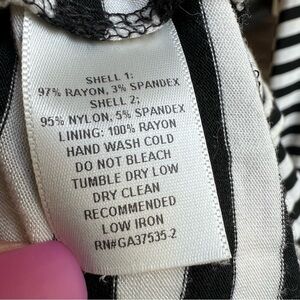 SHELL 1:
97% RAYON, 3% SPANDEX
SHELL 2;
95% NYLON, 5% SPANDEX
LINING: 100% RAYON
HAND WASH COLD
DO NOT BLEACH
TUMBLE DRY LOW
DRY CLEAN
RECOMMENDED
LOW IRON
RN#GA37535-2